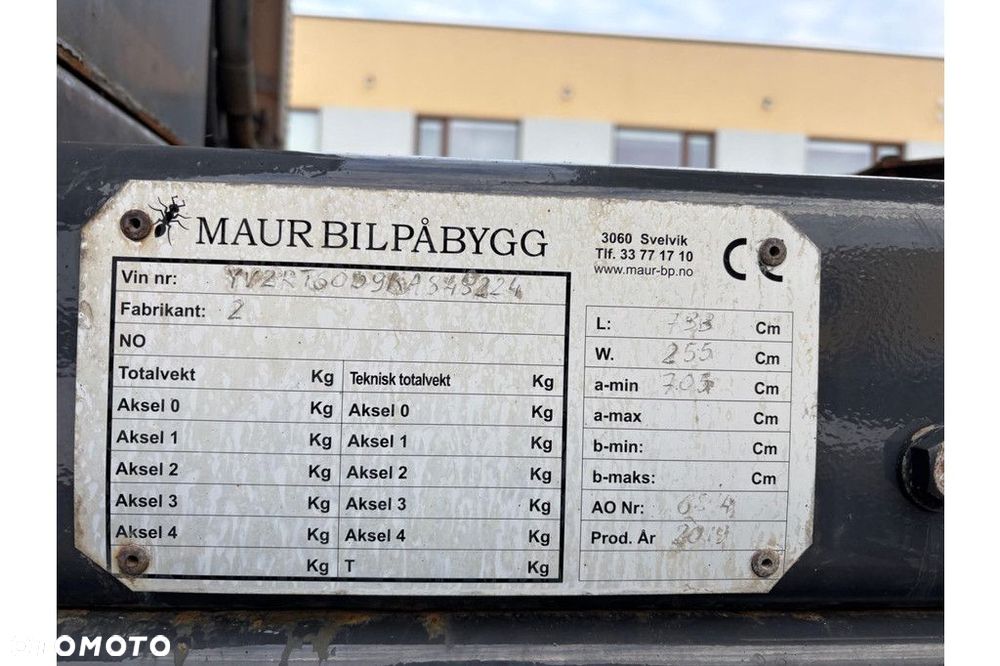 MAUR BILPÅBYGG
3060 Svelvik
Tlf. 33 77 17 10
www.maur-bp.no
CE
Vin nr:
Fabrikant: 2
NO
Totalvekt Kg Teknisk totalvekt Kg
Aksel 0 Kg Aksel 0 Kg
Aksel 1 Kg Aksel 1 Kg
Aksel 2 Kg Aksel 2 Kg
Aksel 3 Kg Aksel 3 Kg
Aksel 4 Kg Aksel 4 Kg
Kg T Kg
L: Cm
W. 255 Cm
a-min 705 Cm
a-max Cm
b-min: Cm
b-maks: Cm
AO Nr:
Prod. År
OTOMOTO